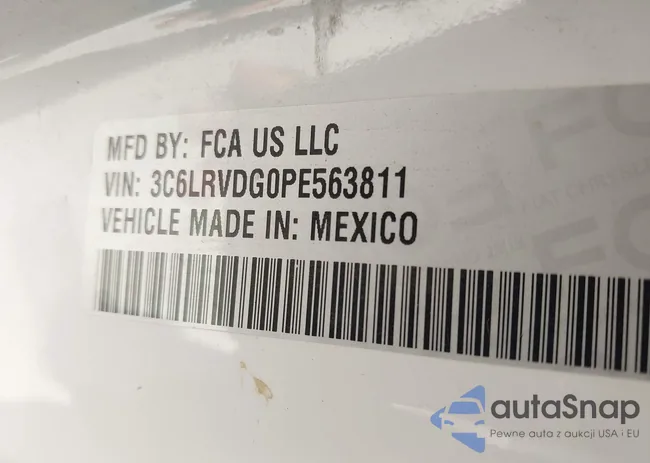 MFD BY: FCA US LLC
VIN: 3C6LRVDG0PE563811
VEHICLE MADE IN: MEXICO
autaSnap
Pewne auta z aukcji USA i EU